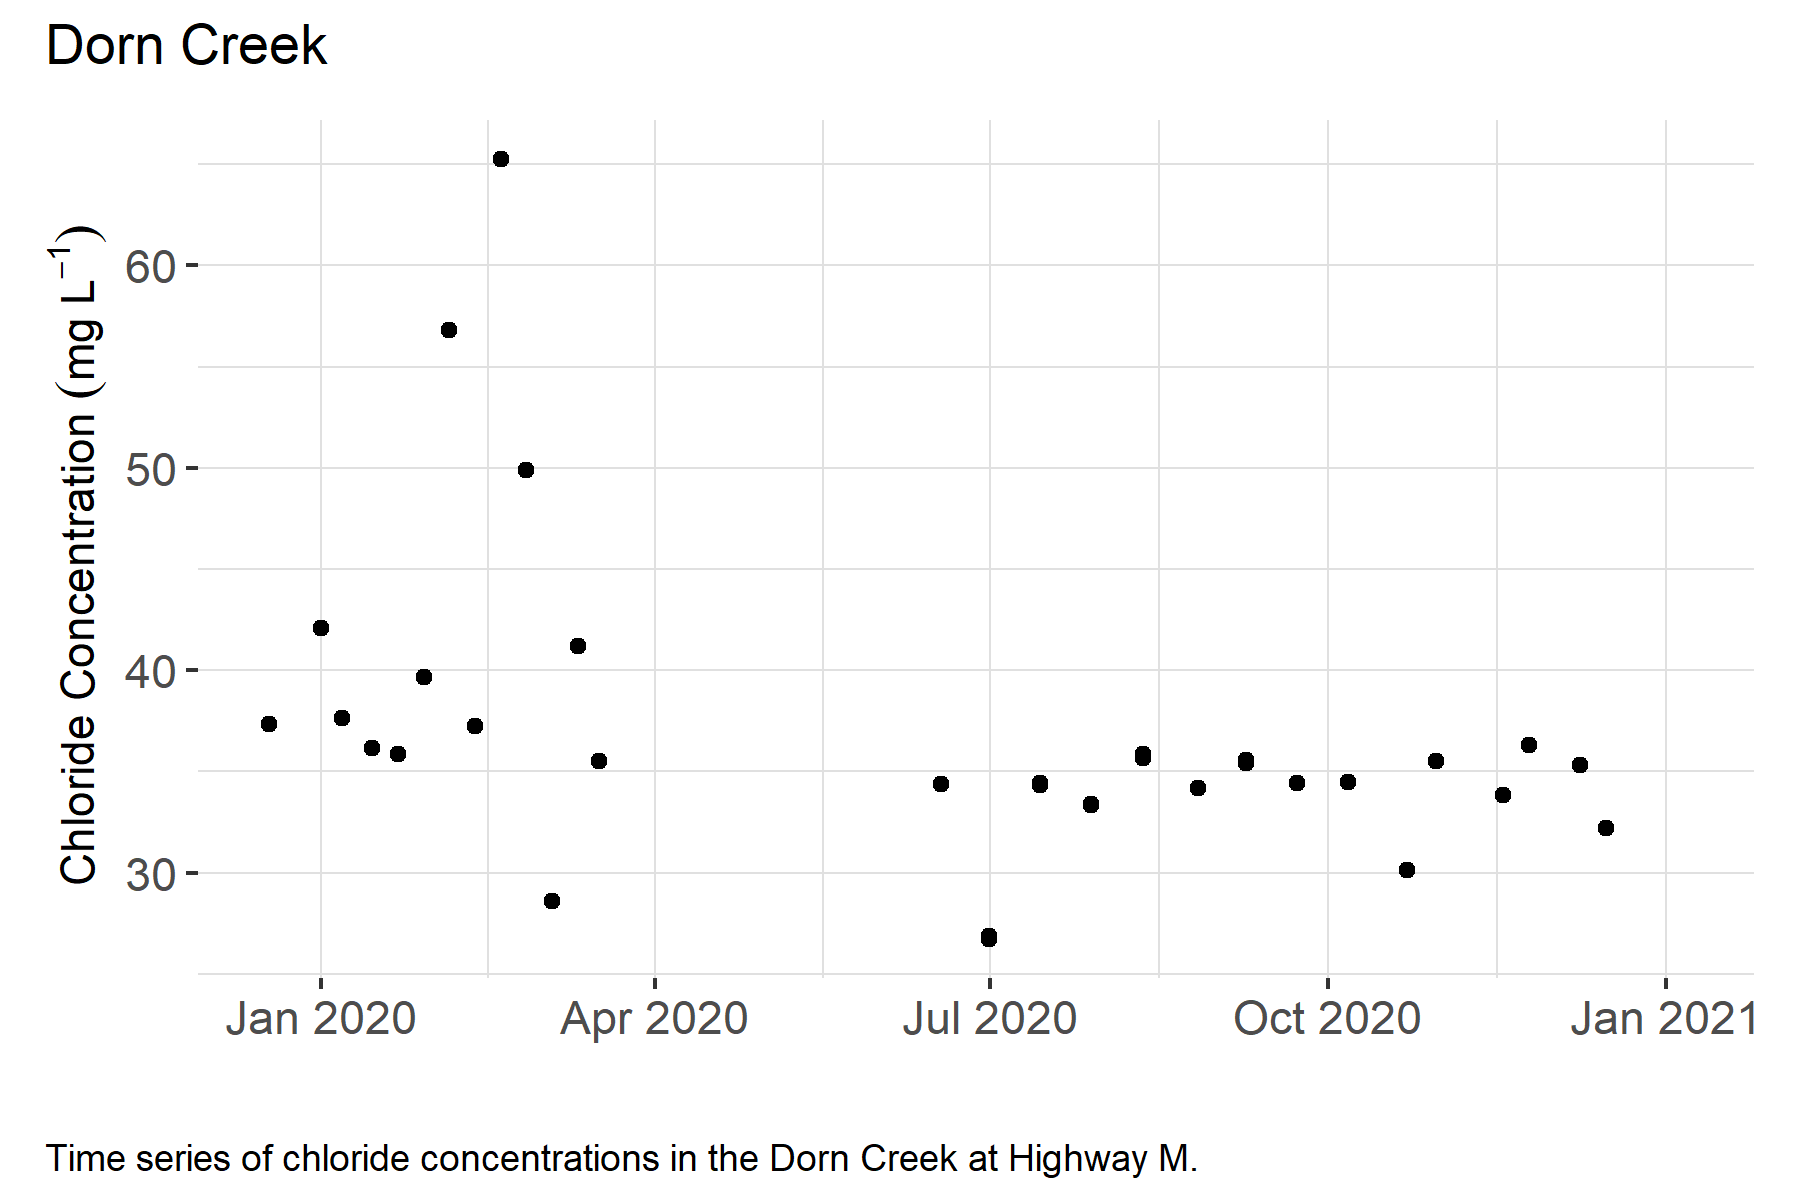 Dorn Creek
Chloride Concentration (mg L⁻¹)
60
50
40
30
Jan 2020 Apr 2020 Jul 2020 Oct 2020 Jan 2021
Time series of chloride concentrations in the Dorn Creek at Highway M.